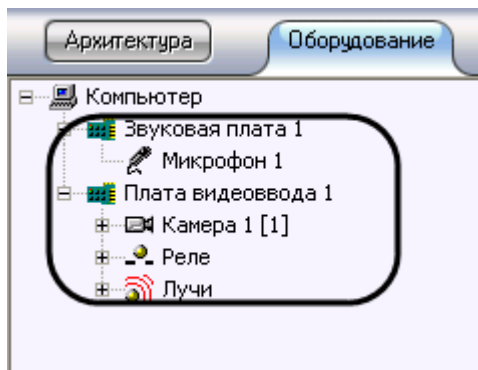 Архитектура Оборудование
Компьютер
Звуковая плата 1
Микрофон 1
Плата видеоввода 1
Камера 1 [1]
Реле
Лучи